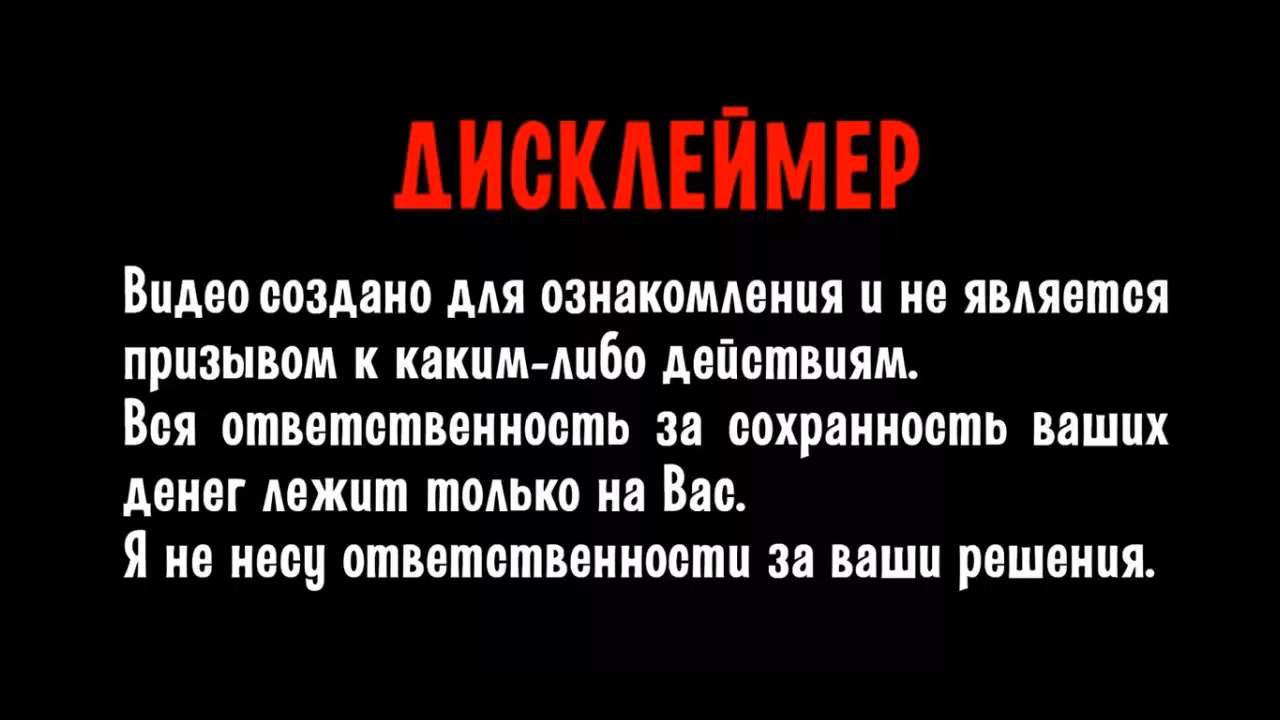 ДИСКЛЕЙМЕР
Видео создано для ознакомления и не является
призывом к каким-либо действиям.
Вся ответственность за сохранность ваших
денег лежит только на Вас.
Я не несу ответственности за ваши решения.